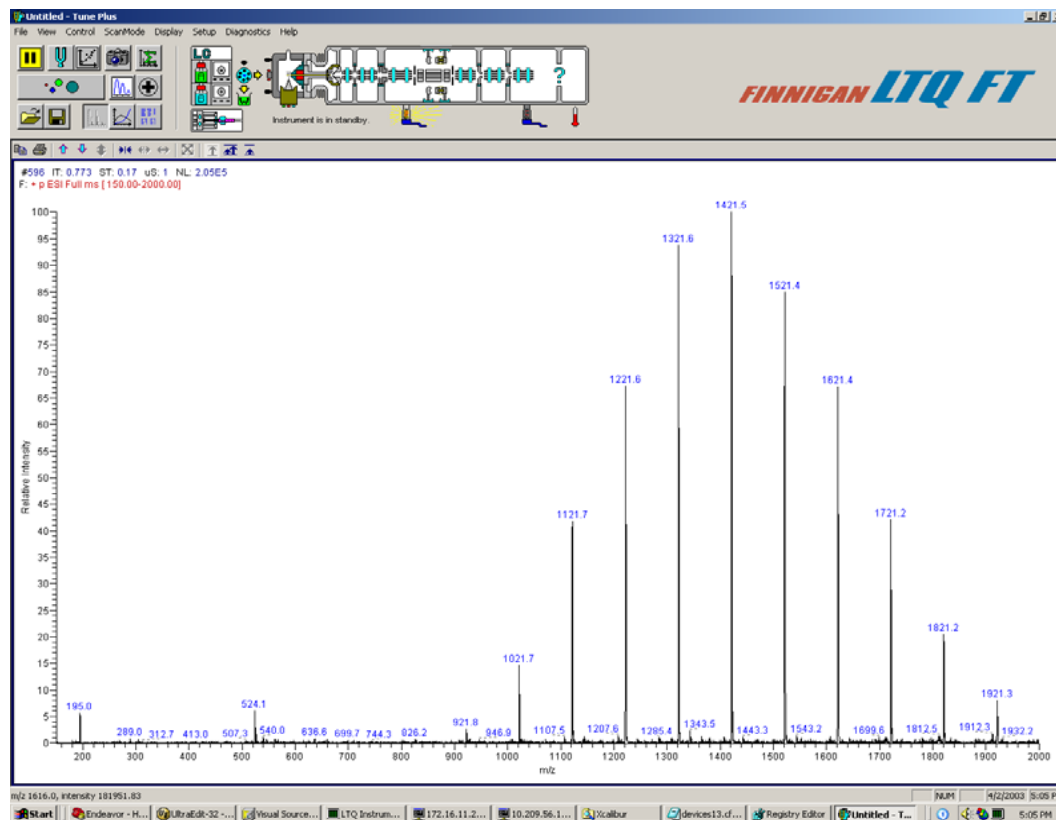 Untitled - Tune Plus
File View Control ScanMode Display Setup Diagnostics Help
LC
?
Instrument is in standby.
FINNIGAN LTQ FT
#596 IT: 0.773 ST: 0.17 uS: 1 NL: 2.05E5
F: + p ESI Full ms [ 150.00-2000.00]
1421.5
1321.6
1521.4
1221.6
1621.4
1121.7
1721.2
1821.2
1021.7
1921.3
195.0
524.1
921.8
289.0
312.7
413.0
507.3
540.0
636.6
699.7
744.3
826.2
946.9
1107.5
1207.6
1285.4
1343.5
1443.3
1543.2
1699.6
1812.5
1912.3
1932.2
Relative Intensity
100
95
90
85
80
75
70
65
60
55
50
45
40
35
30
25
20
15
10
5
0
200 300 400 500 600 700 800 900 1000 1100 1200 1300 1400 1500 1600 1700 1800 1900 2000
m/z
m/z 1616.0, intensity 181951.83
NUM
4/2/2003 5:05 P
Start
Endeavor - H...
UltraEdit-32 -...
Visual Source...
LTQ Instrum...
172.16.11.2...
10.209.56.1...
Xcalibur
devices13.cf...
Registry Editor
Untitled - T...
5:05 PM